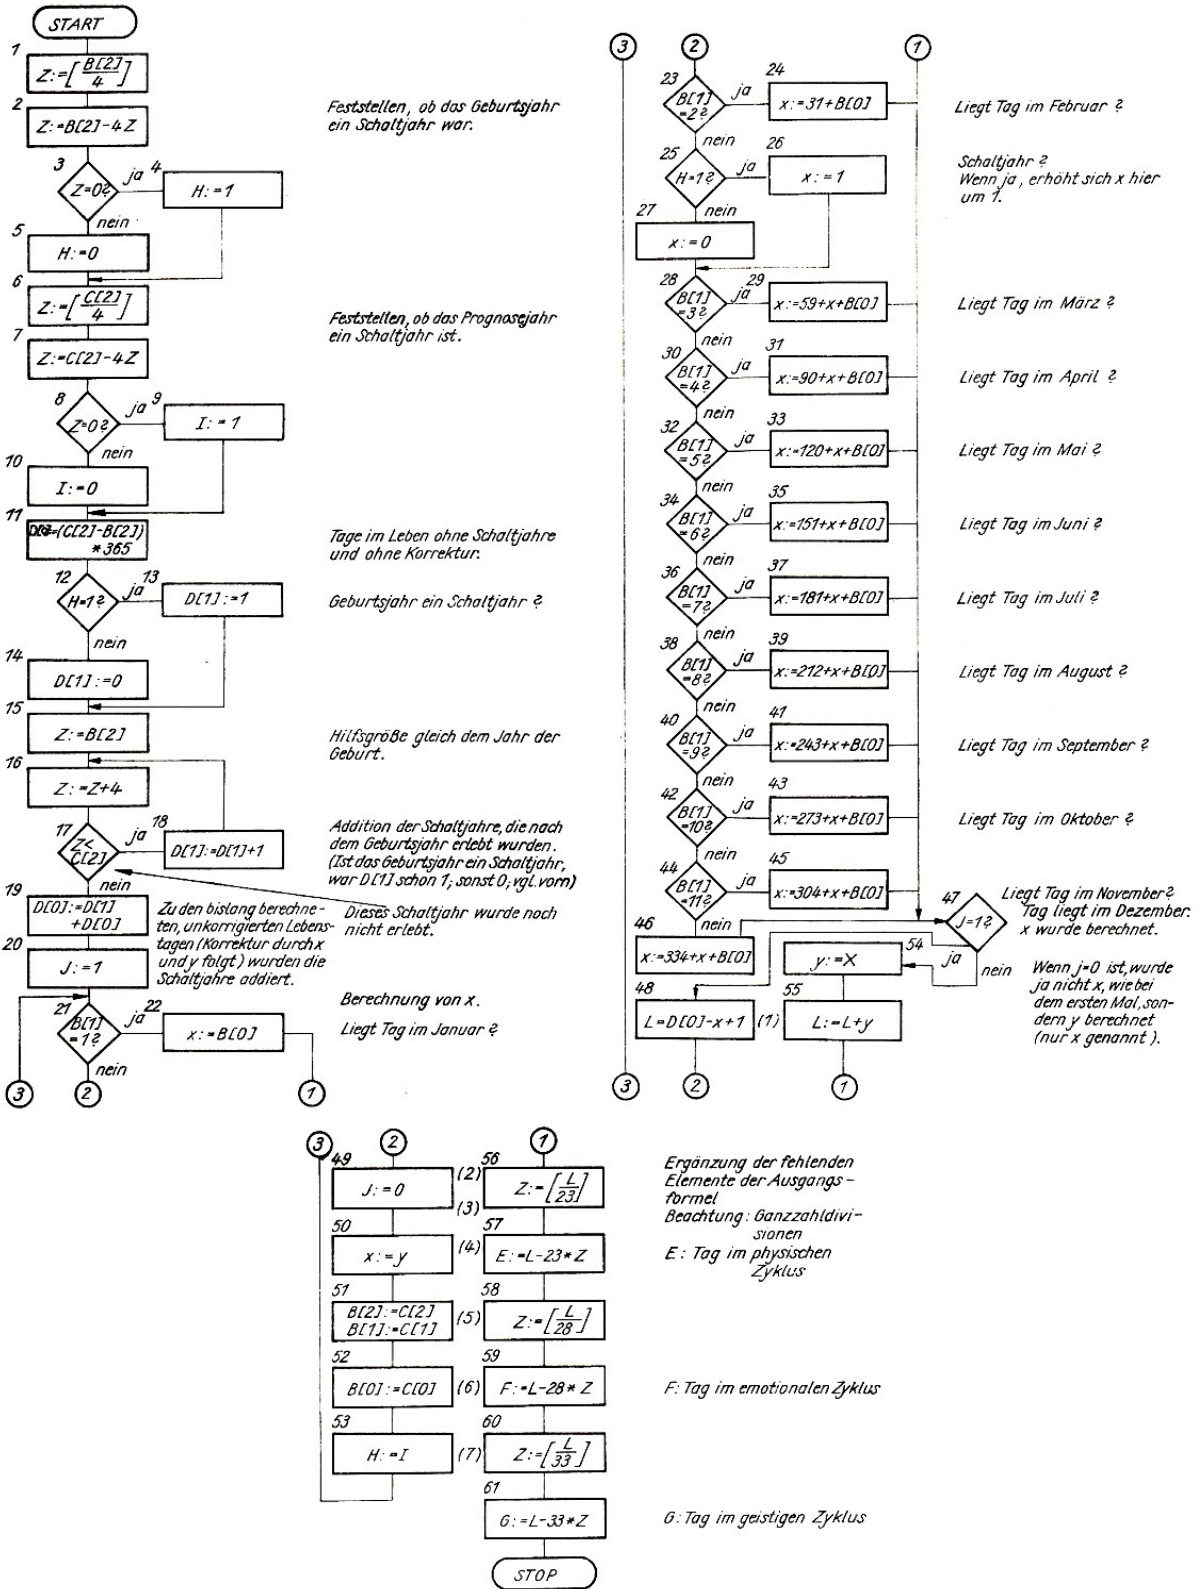 START
1
Z:=[B[2]/4]
2
Z:=B[2]-4Z
Feststellen, ob das Geburtsjahr
ein Schaltjahr war.
3
Z=0?
ja
4
H:=1
nein
5
H:=0
6
Z:=[C[2]/4]
Feststellen, ob das Prognosejahr
ein Schaltjahr ist.
7
Z:=C[2]-4Z
8
Z=0?
ja
9
I:=1
nein
10
I:=0
11
(C[2]-B[2])
*365
Tage im Leben ohne Schaltjahre
und ohne Korrektur.
12
H=1?
ja
13
D[1]:=1
Geburtsjahr ein Schaltjahr ?
nein
14
D[1]:=0
15
Z:=B[2]
Hilfsgröße gleich dem Jahr der
Geburt.
16
Z:=Z+4
17
Z<
C[2]
ja
18
D[1]:=D[1]+1
Addition der Schaltjahre, die nach
dem Geburtsjahr erlebt wurden.
(Ist das Geburtsjahr ein Schaltjahr,
war D[1] schon 1; sonst 0; vgl. vorn)
nein
19
D[0]:=D[1]
+D[0]
Zu den bislang berechne-
ten, unkorrigierten Lebens-
tagen (Korrektur durch x
und y folgt) wurden die
Schaltjahre addiert.
Dieses Schaltjahr wurde noch
nicht erlebt.
20
J:=1
Berechnung von x.
21
B[1]
=1?
ja
22
x:=B[0]
Liegt Tag im Januar ?
nein
3
2
1
3
2
1
23
B[1]
=2?
ja
24
x:=31+B[0]
Liegt Tag im Februar ?
nein
25
H=1?
ja
26
x:=1
Schaltjahr ?
Wenn ja, erhöht sich x hier
um 1.
nein
27
x:=0
28
B[1]
=3?
ja
29
x:=59+x+B[0]
Liegt Tag im März ?
nein
30
B[1]
=4?
ja
31
x:=90+x+B[0]
Liegt Tag im April ?
nein
32
B[1]
=5?
ja
33
x:=120+x+B[0]
Liegt Tag im Mai ?
nein
34
B[1]
=6?
ja
35
x:=151+x+B[0]
Liegt Tag im Juni ?
nein
36
B[1]
=7?
ja
37
x:=181+x+B[0]
Liegt Tag im Juli ?
nein
38
B[1]
=8?
ja
39
x:=212+x+B[0]
Liegt Tag im August ?
nein
40
B[1]
=9?
ja
41
x:=243+x+B[0]
Liegt Tag im September ?
nein
42
B[1]
=10?
ja
43
x:=273+x+B[0]
Liegt Tag im Oktober ?
nein
44
B[1]
=11?
ja
45
x:=304+x+B[0]
Liegt Tag im November?
nein
46
x:=334+x+B[0]
47
J=1?
Tag liegt im Dezember.
x wurde berechnet.
ja
nein
54
y:=X
Wenn j=0 ist, wurde
ja nicht x, wie bei
dem ersten Mal, son-
dern y berechnet
(nur x genannt).
48
L=D[0]-x+1
(1)
55
L:=L+y
3
2
1
3
2
1
49
J:=0
(2)
(3)
56
Z:=[L/23]
Ergänzung der fehlenden
Elemente der Ausgangs-
formel
Beachtung: Ganzzahldivi-
sionen
50
x:=y
(4)
57
E:=L-23*Z
E: Tag im physischen
Zyklus
51
B[2]:=C[2]
B[1]:=C[1]
(5)
58
Z:=[L/28]
52
B[0]:=C[0]
(6)
59
F:=L-28*Z
F: Tag im emotionalen Zyklus
53
H:=I
(7)
60
Z:=[L/33]
61
G:=L-33*Z
G: Tag im geistigen Zyklus
STOP